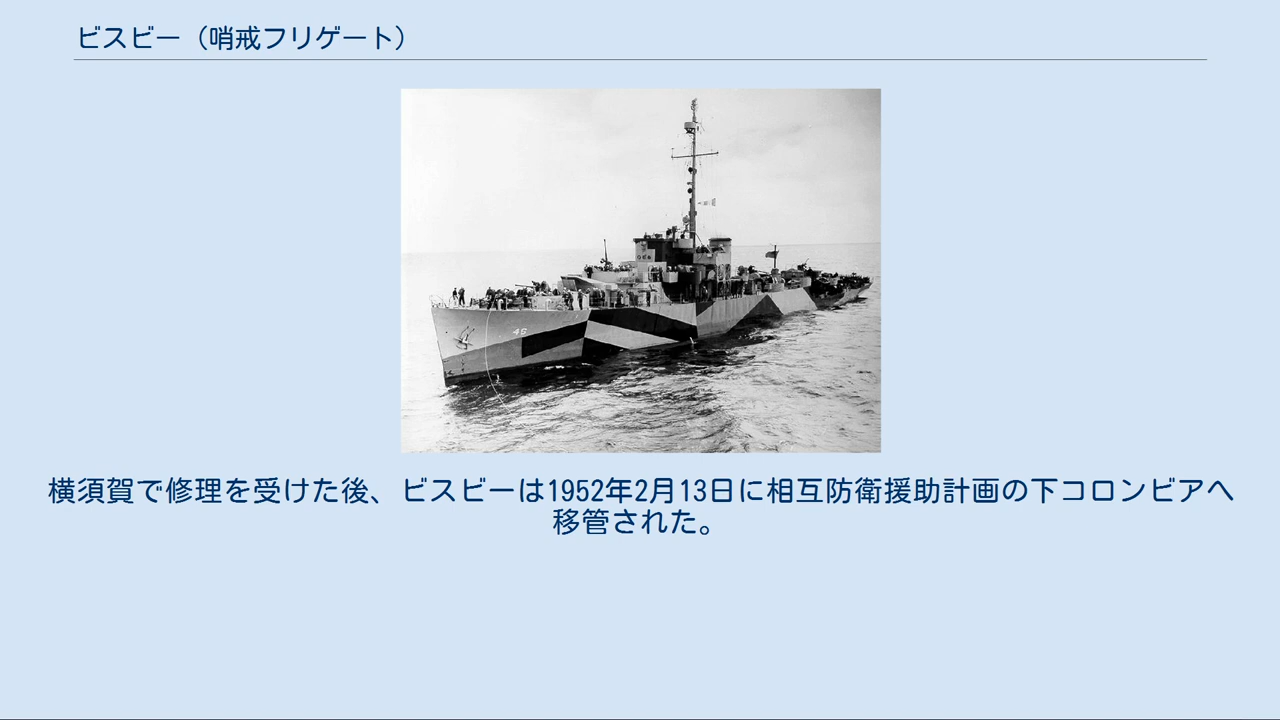 ビスビー（哨戒フリゲート）
46
横須賀で修理を受けた後、ビスビーは1952年2月13日に相互防衛援助計画の下コロンビアへ
移管された。